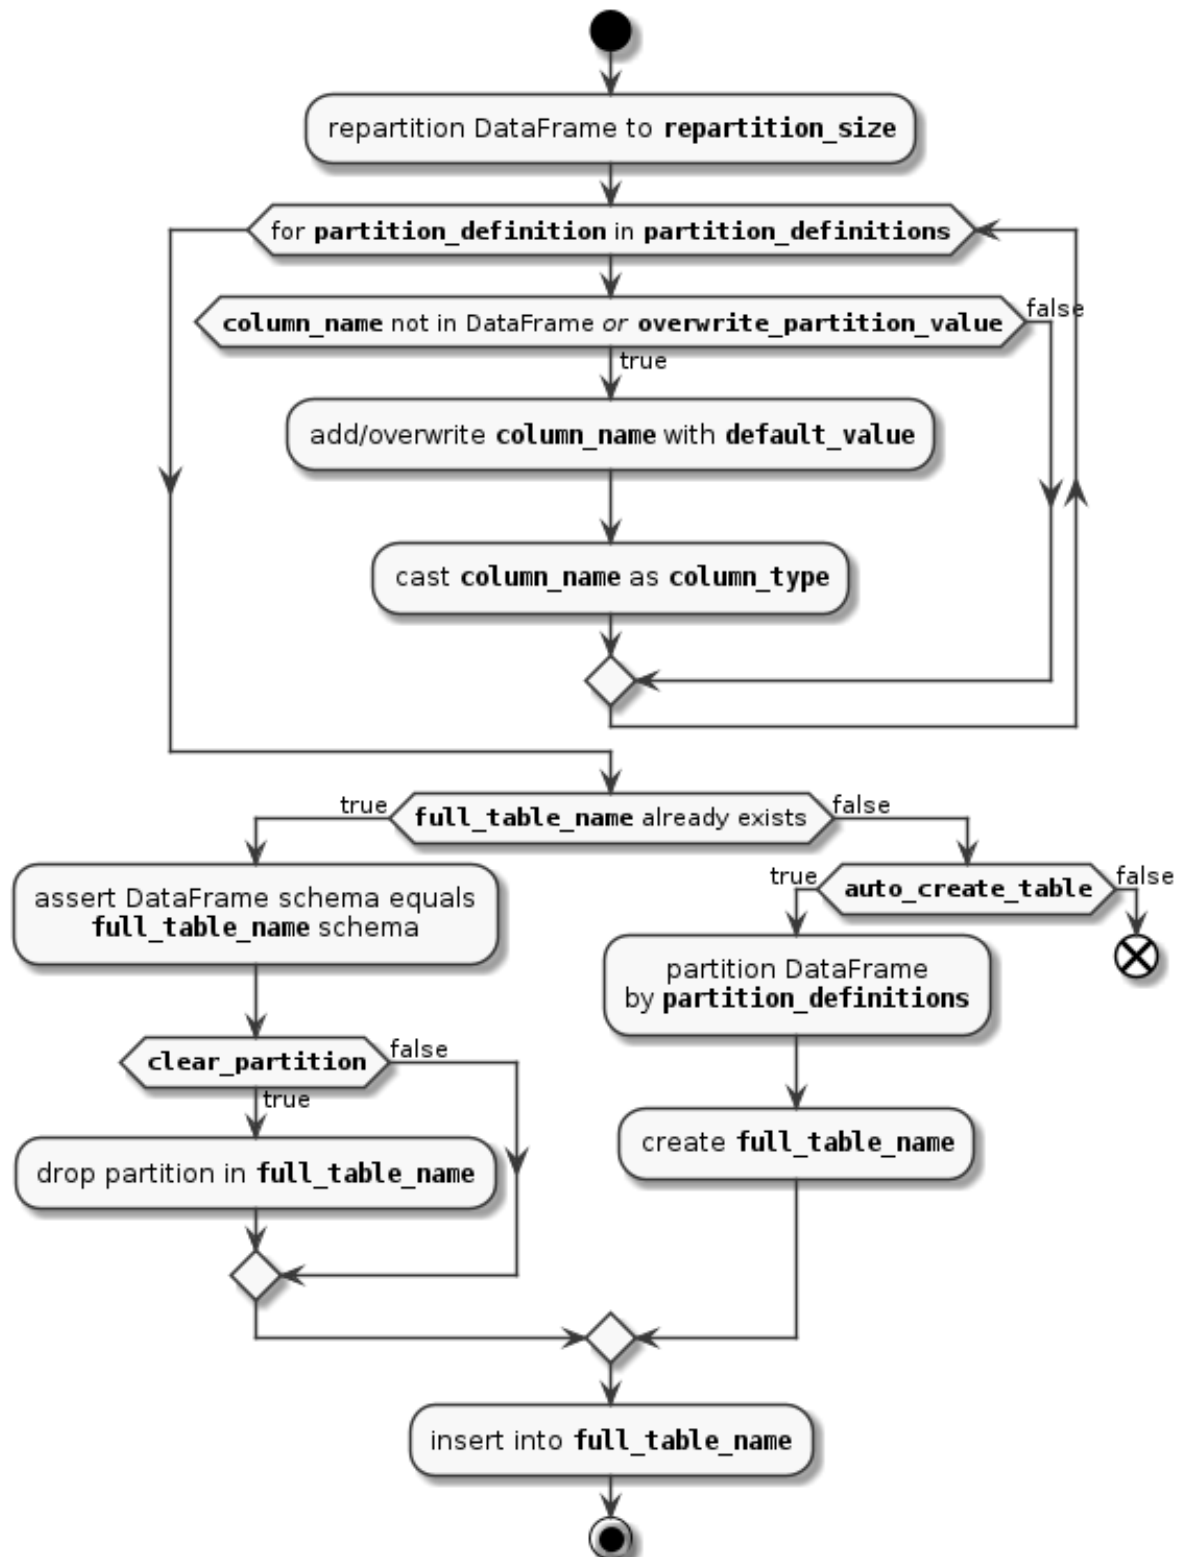 repartition DataFrame to repartition_size
for partition_definition in partition_definitions
column_name not in DataFrame or overwrite_partition_value
false
true
add/overwrite column_name with default_value
cast column_name as column_type
true
full_table_name already exists
false
assert DataFrame schema equals
full_table_name schema
true
auto_create_table
false
partition DataFrame
by partition_definitions
clear_partition
false
true
create full_table_name
drop partition in full_table_name
insert into full_table_name